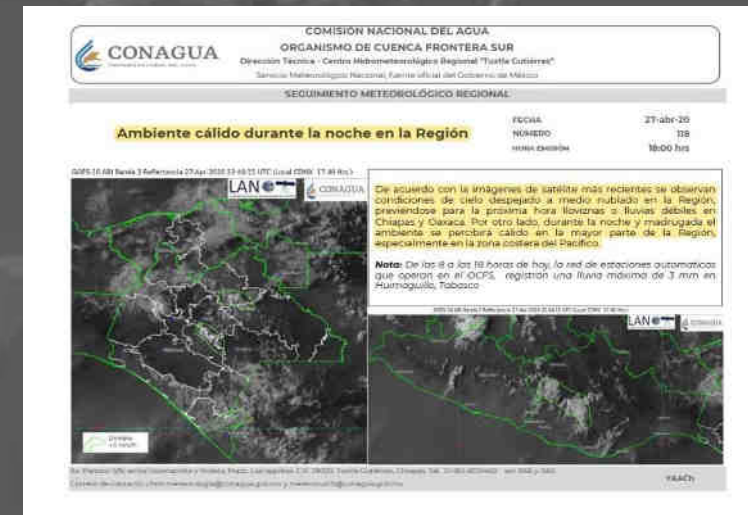 COMISIÓN NACIONAL DEL AGUA
ORGANISMO DE CUENCA FRONTERA SUR
Dirección Técnica - Centro Hidrometeorológico Regional "Tuxtla Gutiérrez"
Servicio Meteorológico Nacional, Fuente oficial del Gobierno de México
CONAGUA
SEGUIMIENTO METEOROLÓGICO REGIONAL
Ambiente cálido durante la noche en la Región
FECHA 27-abr-20
NÚMERO 118
HORA EMISIÓN 18:00 hrs
LAN
CONAGUA
De acuerdo con la imágenes de satélite más recientes se observan
condiciones de cielo despejado a medio nublado en la Región,
previéndose para la próxima hora lloviznas o lluvias débiles en
Chiapas y Oaxaca. Por otro lado, durante la noche y madrugada el
ambiente se percibirá cálido en la mayor parte de la Región,
especialmente en la zona costera del Pacífico.
Nota: De las 8 a las 18 horas de hoy, la red de estaciones automáticas
que operan en el OCFS, registrán una lluvia máxima de 3 mm en
Huimaguillo, Tabasco
LAN
CONAGUA